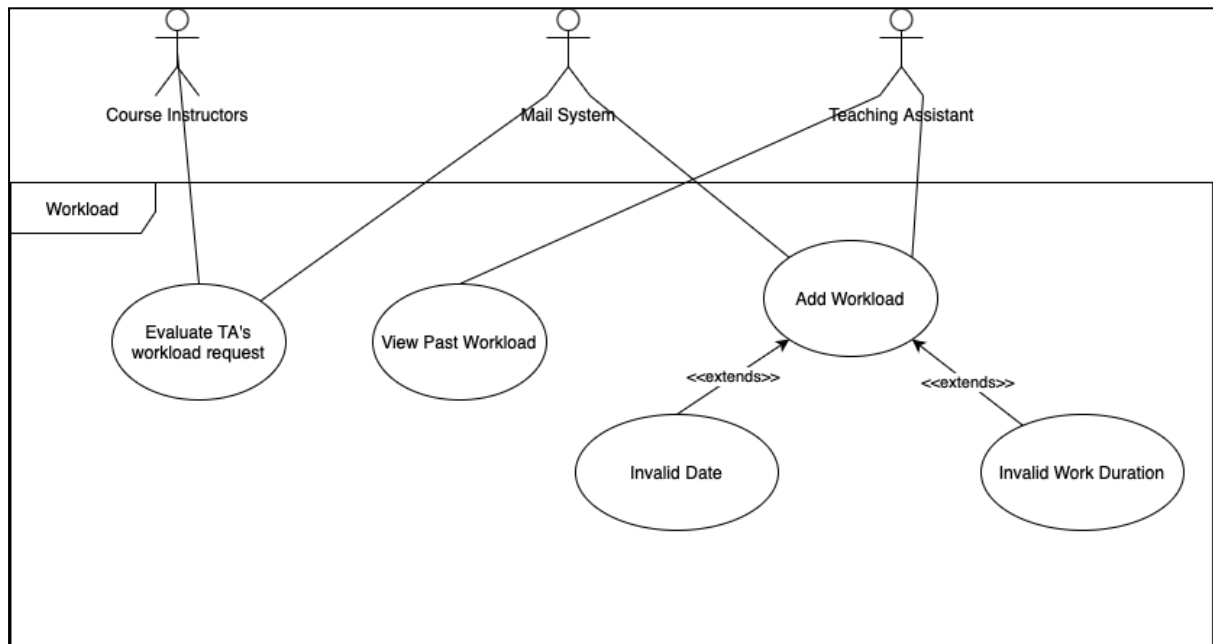 Course Instructors
Mail System
Teaching Assistant
Workload
Evaluate TA's
workload request
View Past Workload
Add Workload
<<extends>>
<<extends>>
Invalid Date
Invalid Work Duration